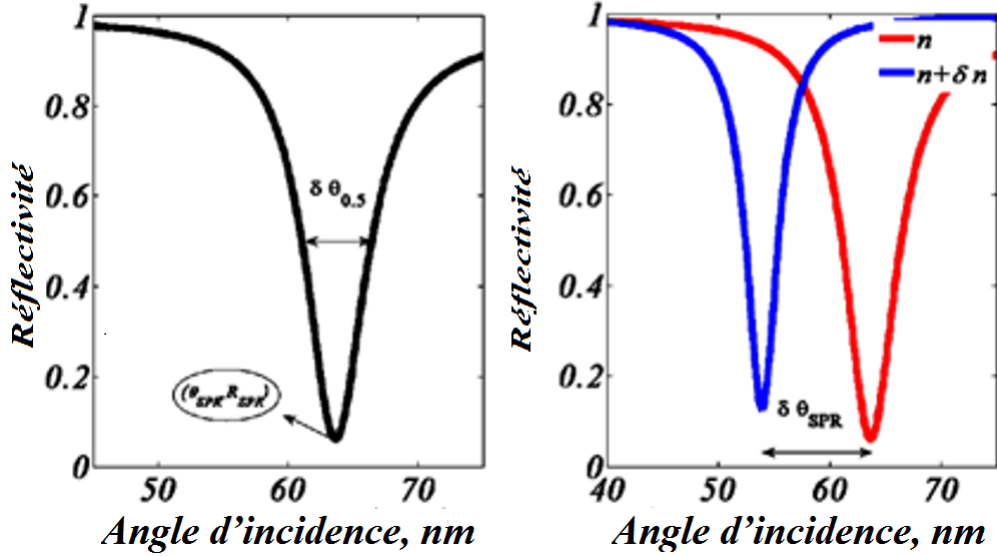 1
0.8
0.6
0.4
0.2
0
50
60
70
Réflectivité
Angle d'incidence, nm
δ θ0.5
(θSPR, RSPR)
1
0.8
0.6
0.4
0.2
0
40
50
60
70
Réflectivité
Angle d'incidence, nm
n
n+δ n
δ θSPR